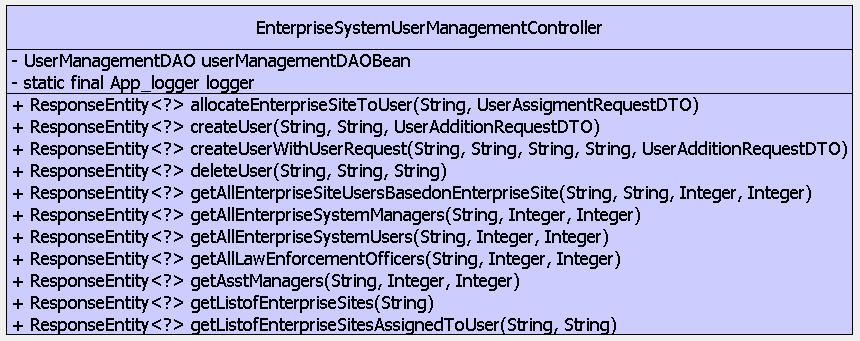 EnterpriseSystemUserManagementController
- UserManagementDAO userManagementDAOBean
- static final App_logger logger
+ ResponseEntity<?> allocateEnterpriseSiteToUser(String, UserAssigmentRequestDTO)
+ ResponseEntity<?> createUser(String, String, UserAdditionRequestDTO)
+ ResponseEntity<?> createUserWithUserRequest(String, String, String, String, UserAdditionRequestDTO)
+ ResponseEntity<?> deleteUser(String, String, String)
+ ResponseEntity<?> getAllEnterpriseSiteUsersBasedonEnterpriseSite(String, String, Integer, Integer)
+ ResponseEntity<?> getAllEnterpriseSystemManagers(String, Integer, Integer)
+ ResponseEntity<?> getAllEnterpriseSystemUsers(String, Integer, Integer)
+ ResponseEntity<?> getAllLawEnforcementOfficers(String, Integer, Integer)
+ ResponseEntity<?> getAsstManagers(String, Integer, Integer)
+ ResponseEntity<?> getListofEnterpriseSites(String)
+ ResponseEntity<?> getListofEnterpriseSitesAssignedToUser(String, String)